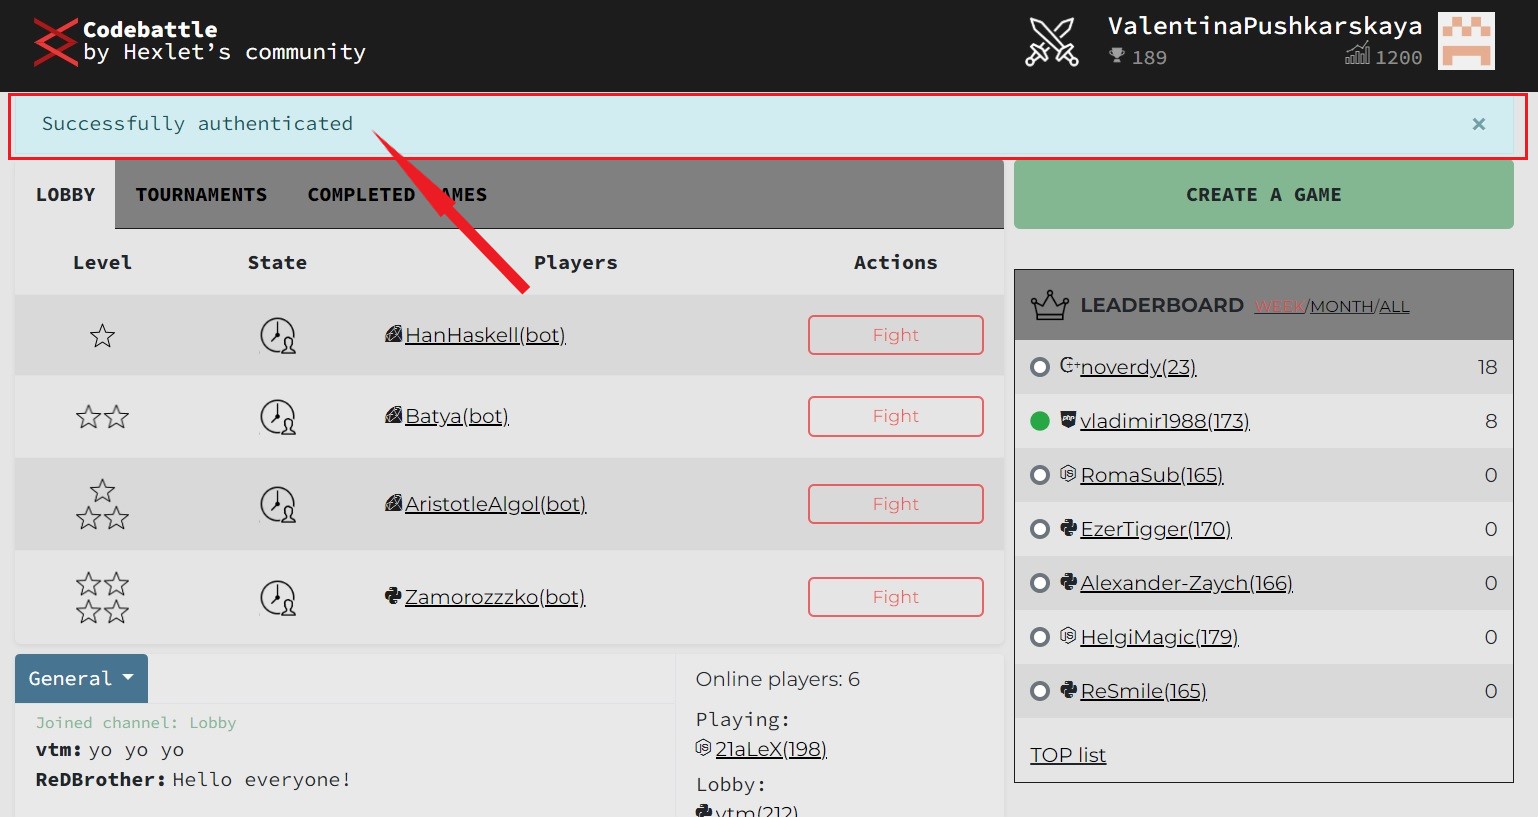 Codebattle
by Hexlet's community
ValentinaPushkarskaya
189 1200
Successfully authenticated ×
LOBBY TOURNAMENTS COMPLETED AMES
CREATE A GAME
Level State Players Actions
HanHaskell(bot) Fight
Batya(bot) Fight
AristotleAlgol(bot) Fight
Zamorozzzko(bot) Fight
LEADERBOARD WEEK/MONTH/ALL
noverdy(23) 18
vladimir1988(173) 8
RomaSub(165) 0
EzerTigger(170) 0
Alexander-Zaych(166) 0
HelgiMagic(179) 0
ReSmile(165) 0
TOP list
General
Joined channel: Lobby
vtm: yo yo yo
ReDBrother: Hello everyone!
Online players: 6
Playing:
21aLeX(198)
Lobby:
vtm(212)